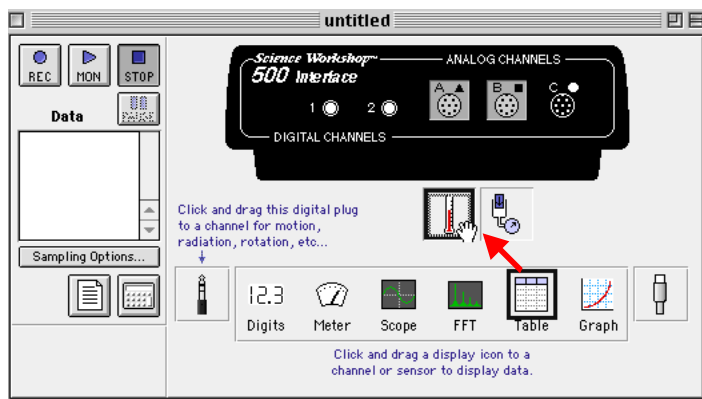 untitled
REC MON STOP
PAUSE
Data
Sampling Options...
Science Workshop™
500 Interface
ANALOG CHANNELS
A B C
1 2
DIGITAL CHANNELS
Click and drag this digital plug
to a channel for motion,
radiation, rotation, etc...
12.3
Digits Meter Scope FFT Table Graph
Click and drag a display icon to a
channel or sensor to display data.